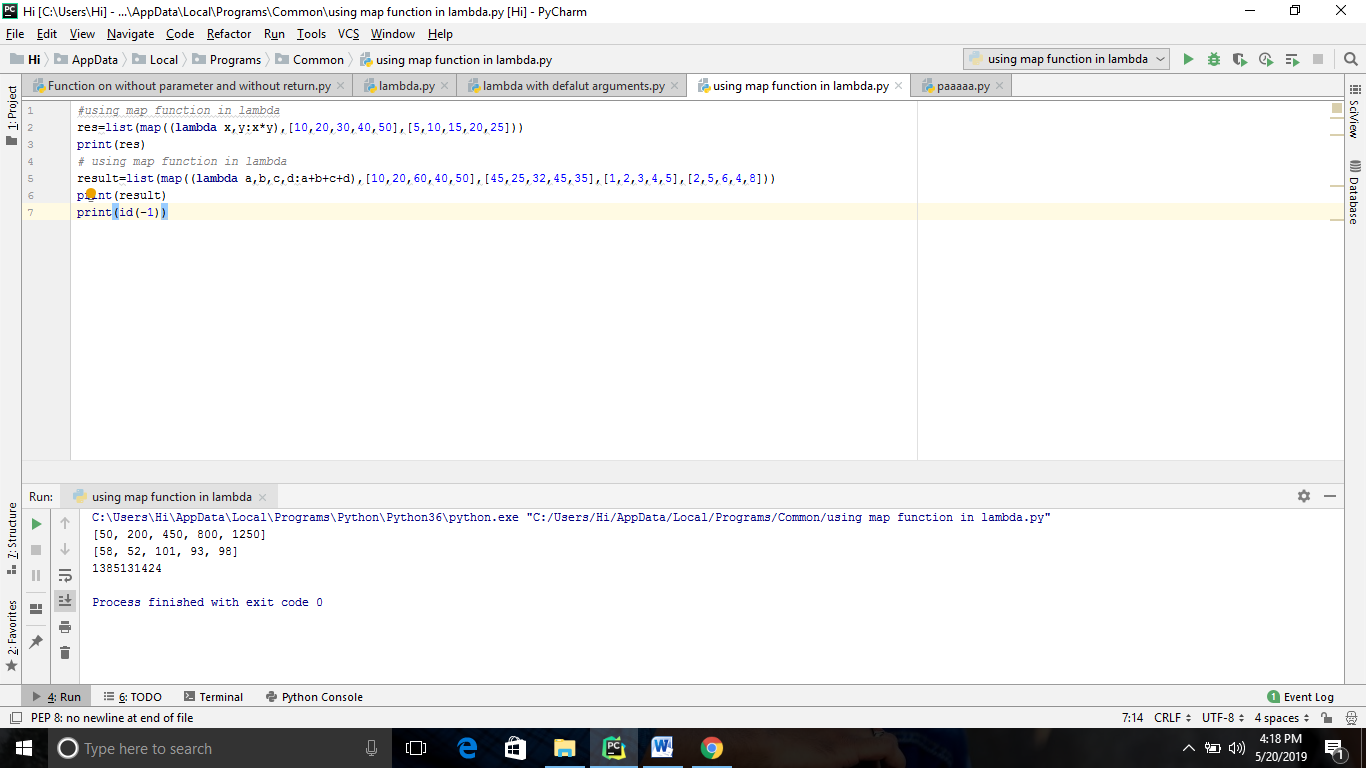 Hi [C:\Users\Hi] - ...\AppData\Local\Programs\Common\using map function in lambda.py [Hi] - PyCharm
File Edit View Navigate Code Refactor Run Tools VCS Window Help
Hi AppData Local Programs Common using map function in lambda.py using map function in lambda
Function on without parameter and without return.py lambda.py lambda with defalut arguments.py using map function in lambda.py paaaaa.py
1: Project
SciView
Database
1 #using map function in lambda
2 res=list(map((lambda x,y:x*y),[10,20,30,40,50],[5,10,15,20,25]))
3 print(res)
4 # using map function in lambda
5 result=list(map((lambda a,b,c,d:a+b+c+d),[10,20,60,40,50],[45,25,32,45,35],[1,2,3,4,5],[2,5,6,4,8]))
6 print(result)
7 print(id(-1))
Run: using map function in lambda
7: Structure
2: Favorites
C:\Users\Hi\AppData\Local\Programs\Python\Python36\python.exe "C:/Users/Hi/AppData/Local/Programs/Common/using map function in lambda.py"
[50, 200, 450, 800, 1250]
[58, 52, 101, 93, 98]
1385131424
Process finished with exit code 0
4: Run 6: TODO Terminal Python Console 1 Event Log
PEP 8: no newline at end of file 7:14 CRLF UTF-8 4 spaces
Type here to search 4:18 PM
5/20/2019 1